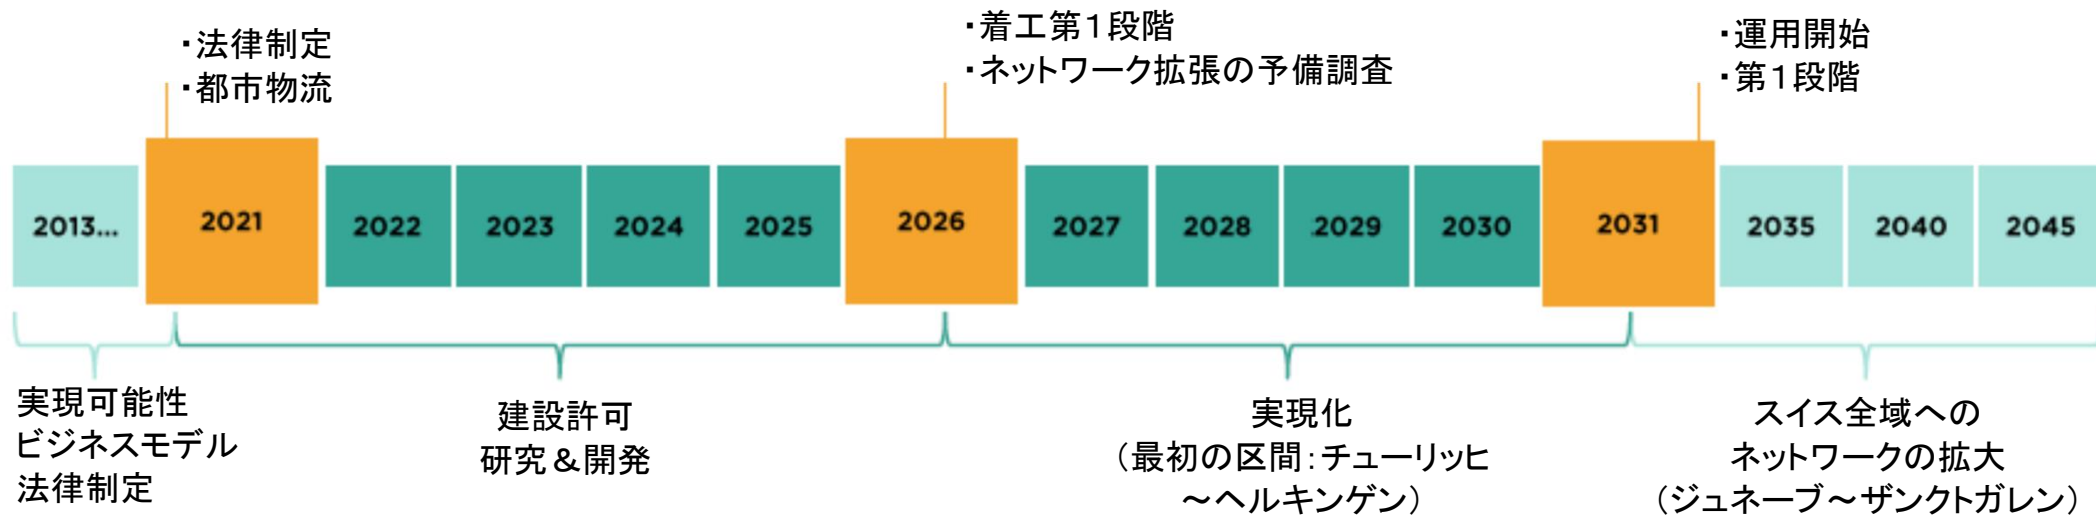 ・法律制定
・都市物流
・着工第１段階
・ネットワーク拡張の予備調査
・運用開始
・第１段階
2013...
2021
2022
2023
2024
2025
2026
2027
2028
2029
2030
2031
2035
2040
2045
実現可能性
ビジネスモデル
法律制定
建設許可
研究＆開発
実現化
（最初の区間：チューリッヒ
～ヘルキンゲン）
スイス全域への
ネットワークの拡大
（ジュネーブ～ザンクトガレン）